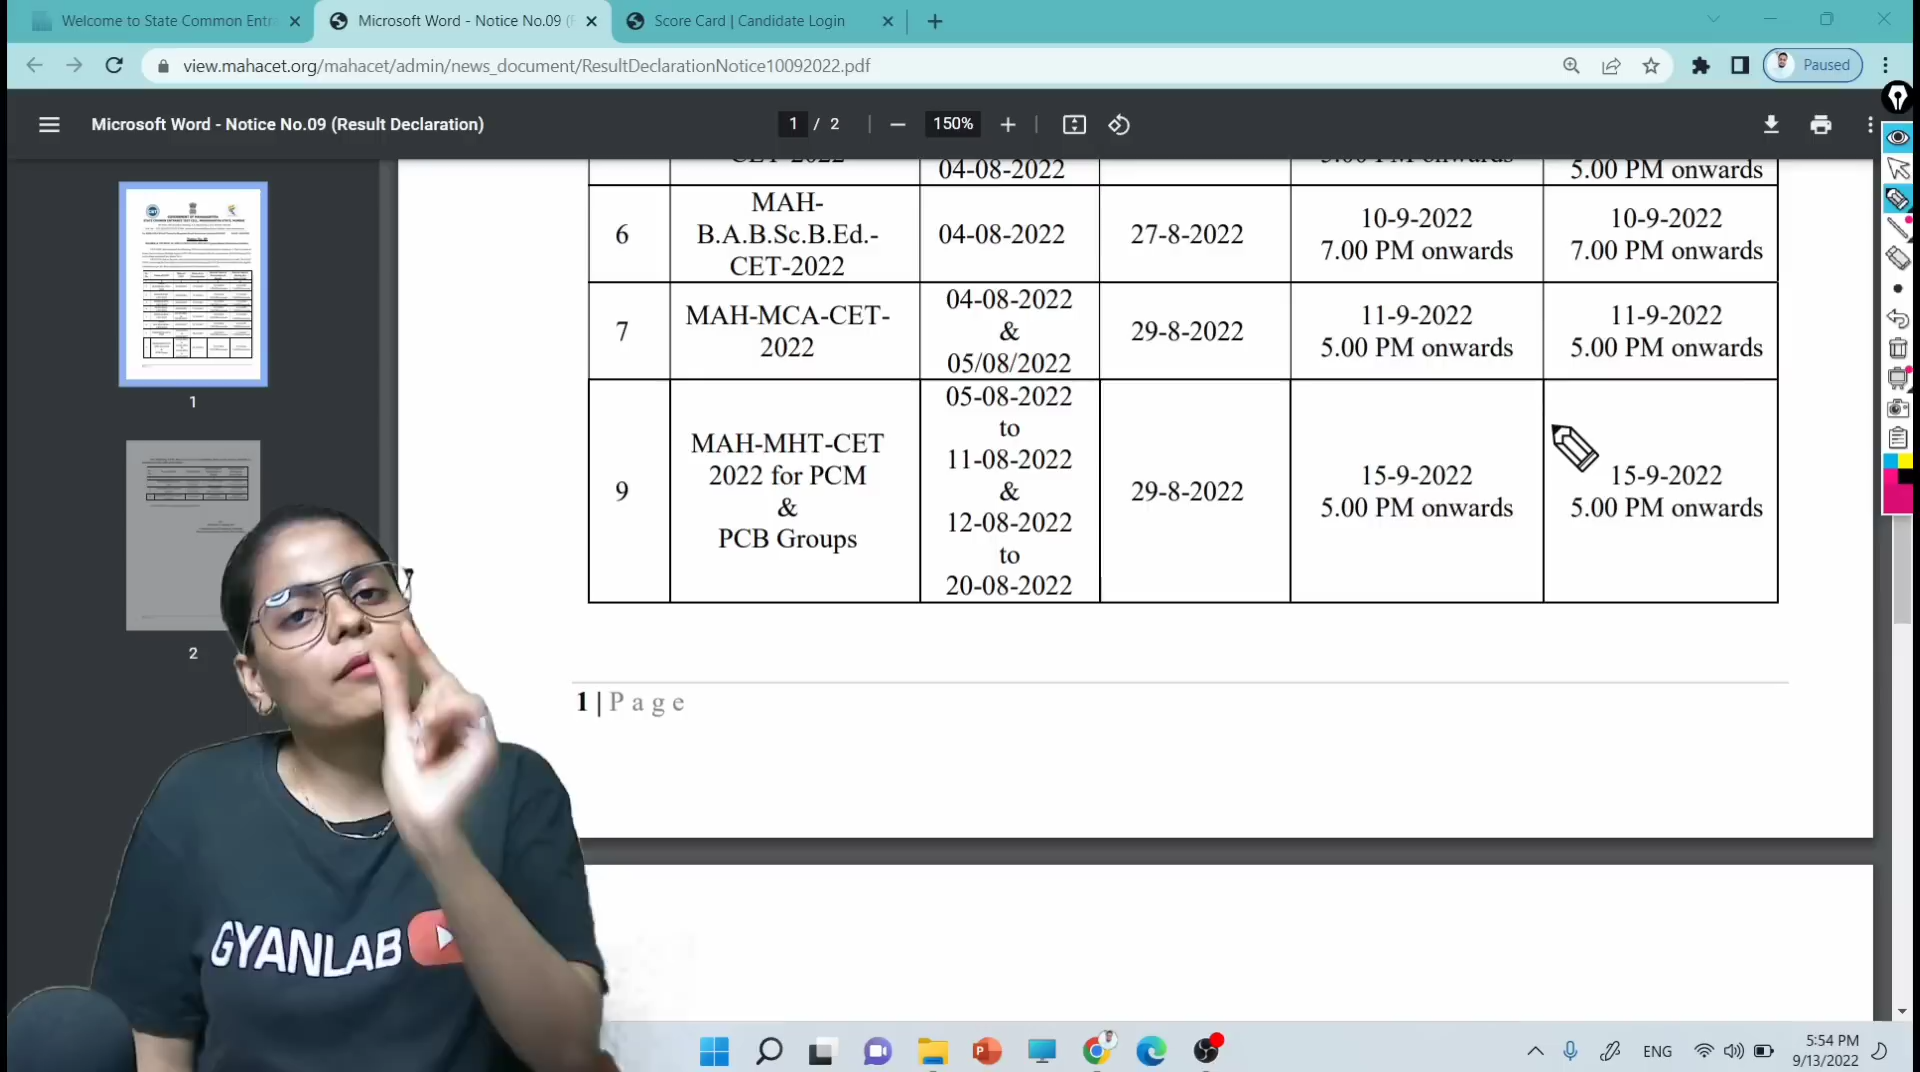 Welcome to State Common Entr
Microsoft Word - Notice No.09 (R
Score Card | Candidate Login
view.mahacet.org/mahacet/admin/news_document/ResultDeclarationNotice10092022.pdf
Paused
Microsoft Word - Notice No.09 (Result Declaration)
1 / 2
150%
CET-2022
04-08-2022
5.00 PM onwards
5.00 PM onwards
6
MAH-
B.A.B.Sc.B.Ed.-
CET-2022
04-08-2022
27-8-2022
10-9-2022
7.00 PM onwards
10-9-2022
7.00 PM onwards
7
MAH-MCA-CET-
2022
04-08-2022
&
05/08/2022
29-8-2022
11-9-2022
5.00 PM onwards
11-9-2022
5.00 PM onwards
9
MAH-MHT-CET
2022 for PCM
&
PCB Groups
05-08-2022
to
11-08-2022
&
12-08-2022
to
20-08-2022
29-8-2022
15-9-2022
5.00 PM onwards
15-9-2022
5.00 PM onwards
1
2
1 | Page
GYANLAB
ENG
5:54 PM
9/13/2022